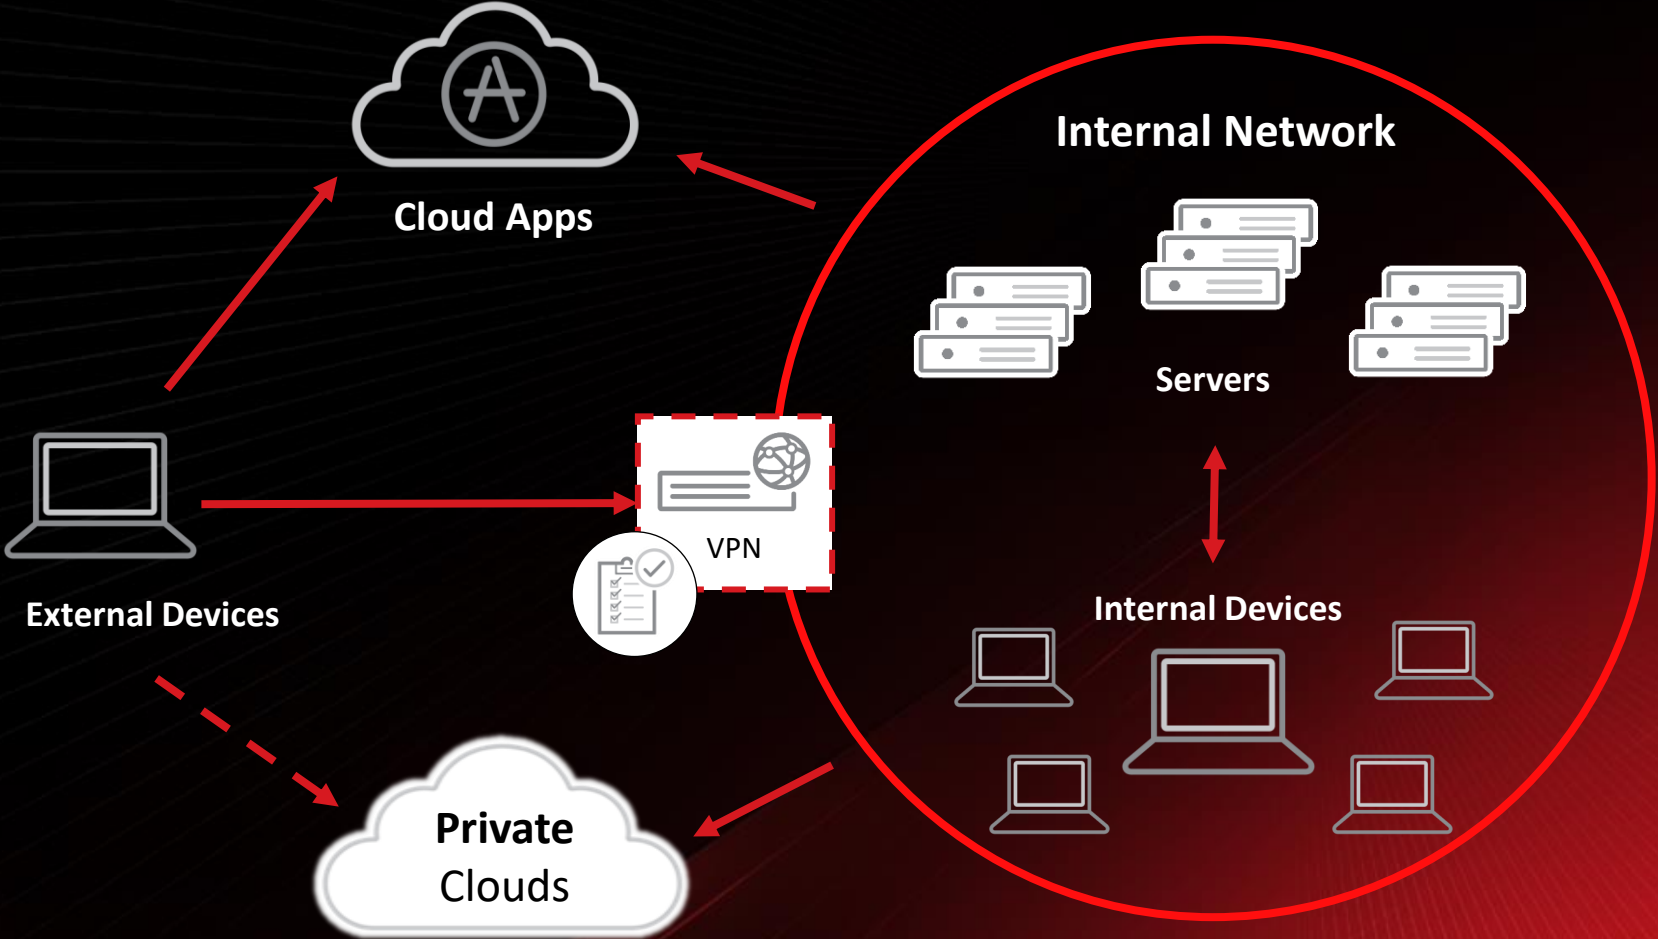 Internal Network
Cloud Apps
Servers
VPN
External Devices
Internal Devices
Private
Clouds